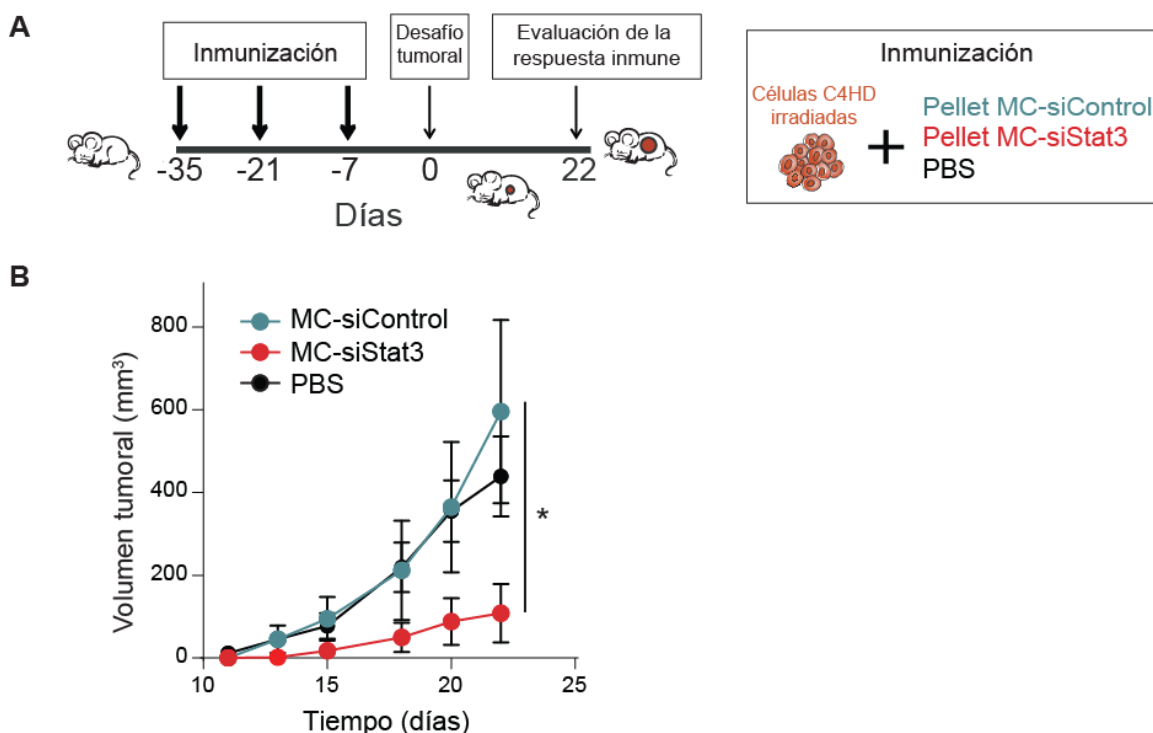 A
Inmunización
Desafío
tumoral
Evaluación de la
respuesta inmune
-35
-21
-7
0
22
Días
Inmunización
Células C4HD
irradiadas
+
Pellet MC-siControl
Pellet MC-siStat3
PBS
B
Volumen tumoral (mm³)
800
600
400
200
0
MC-siControl
MC-siStat3
PBS
*
10
15
20
25
Tiempo (días)